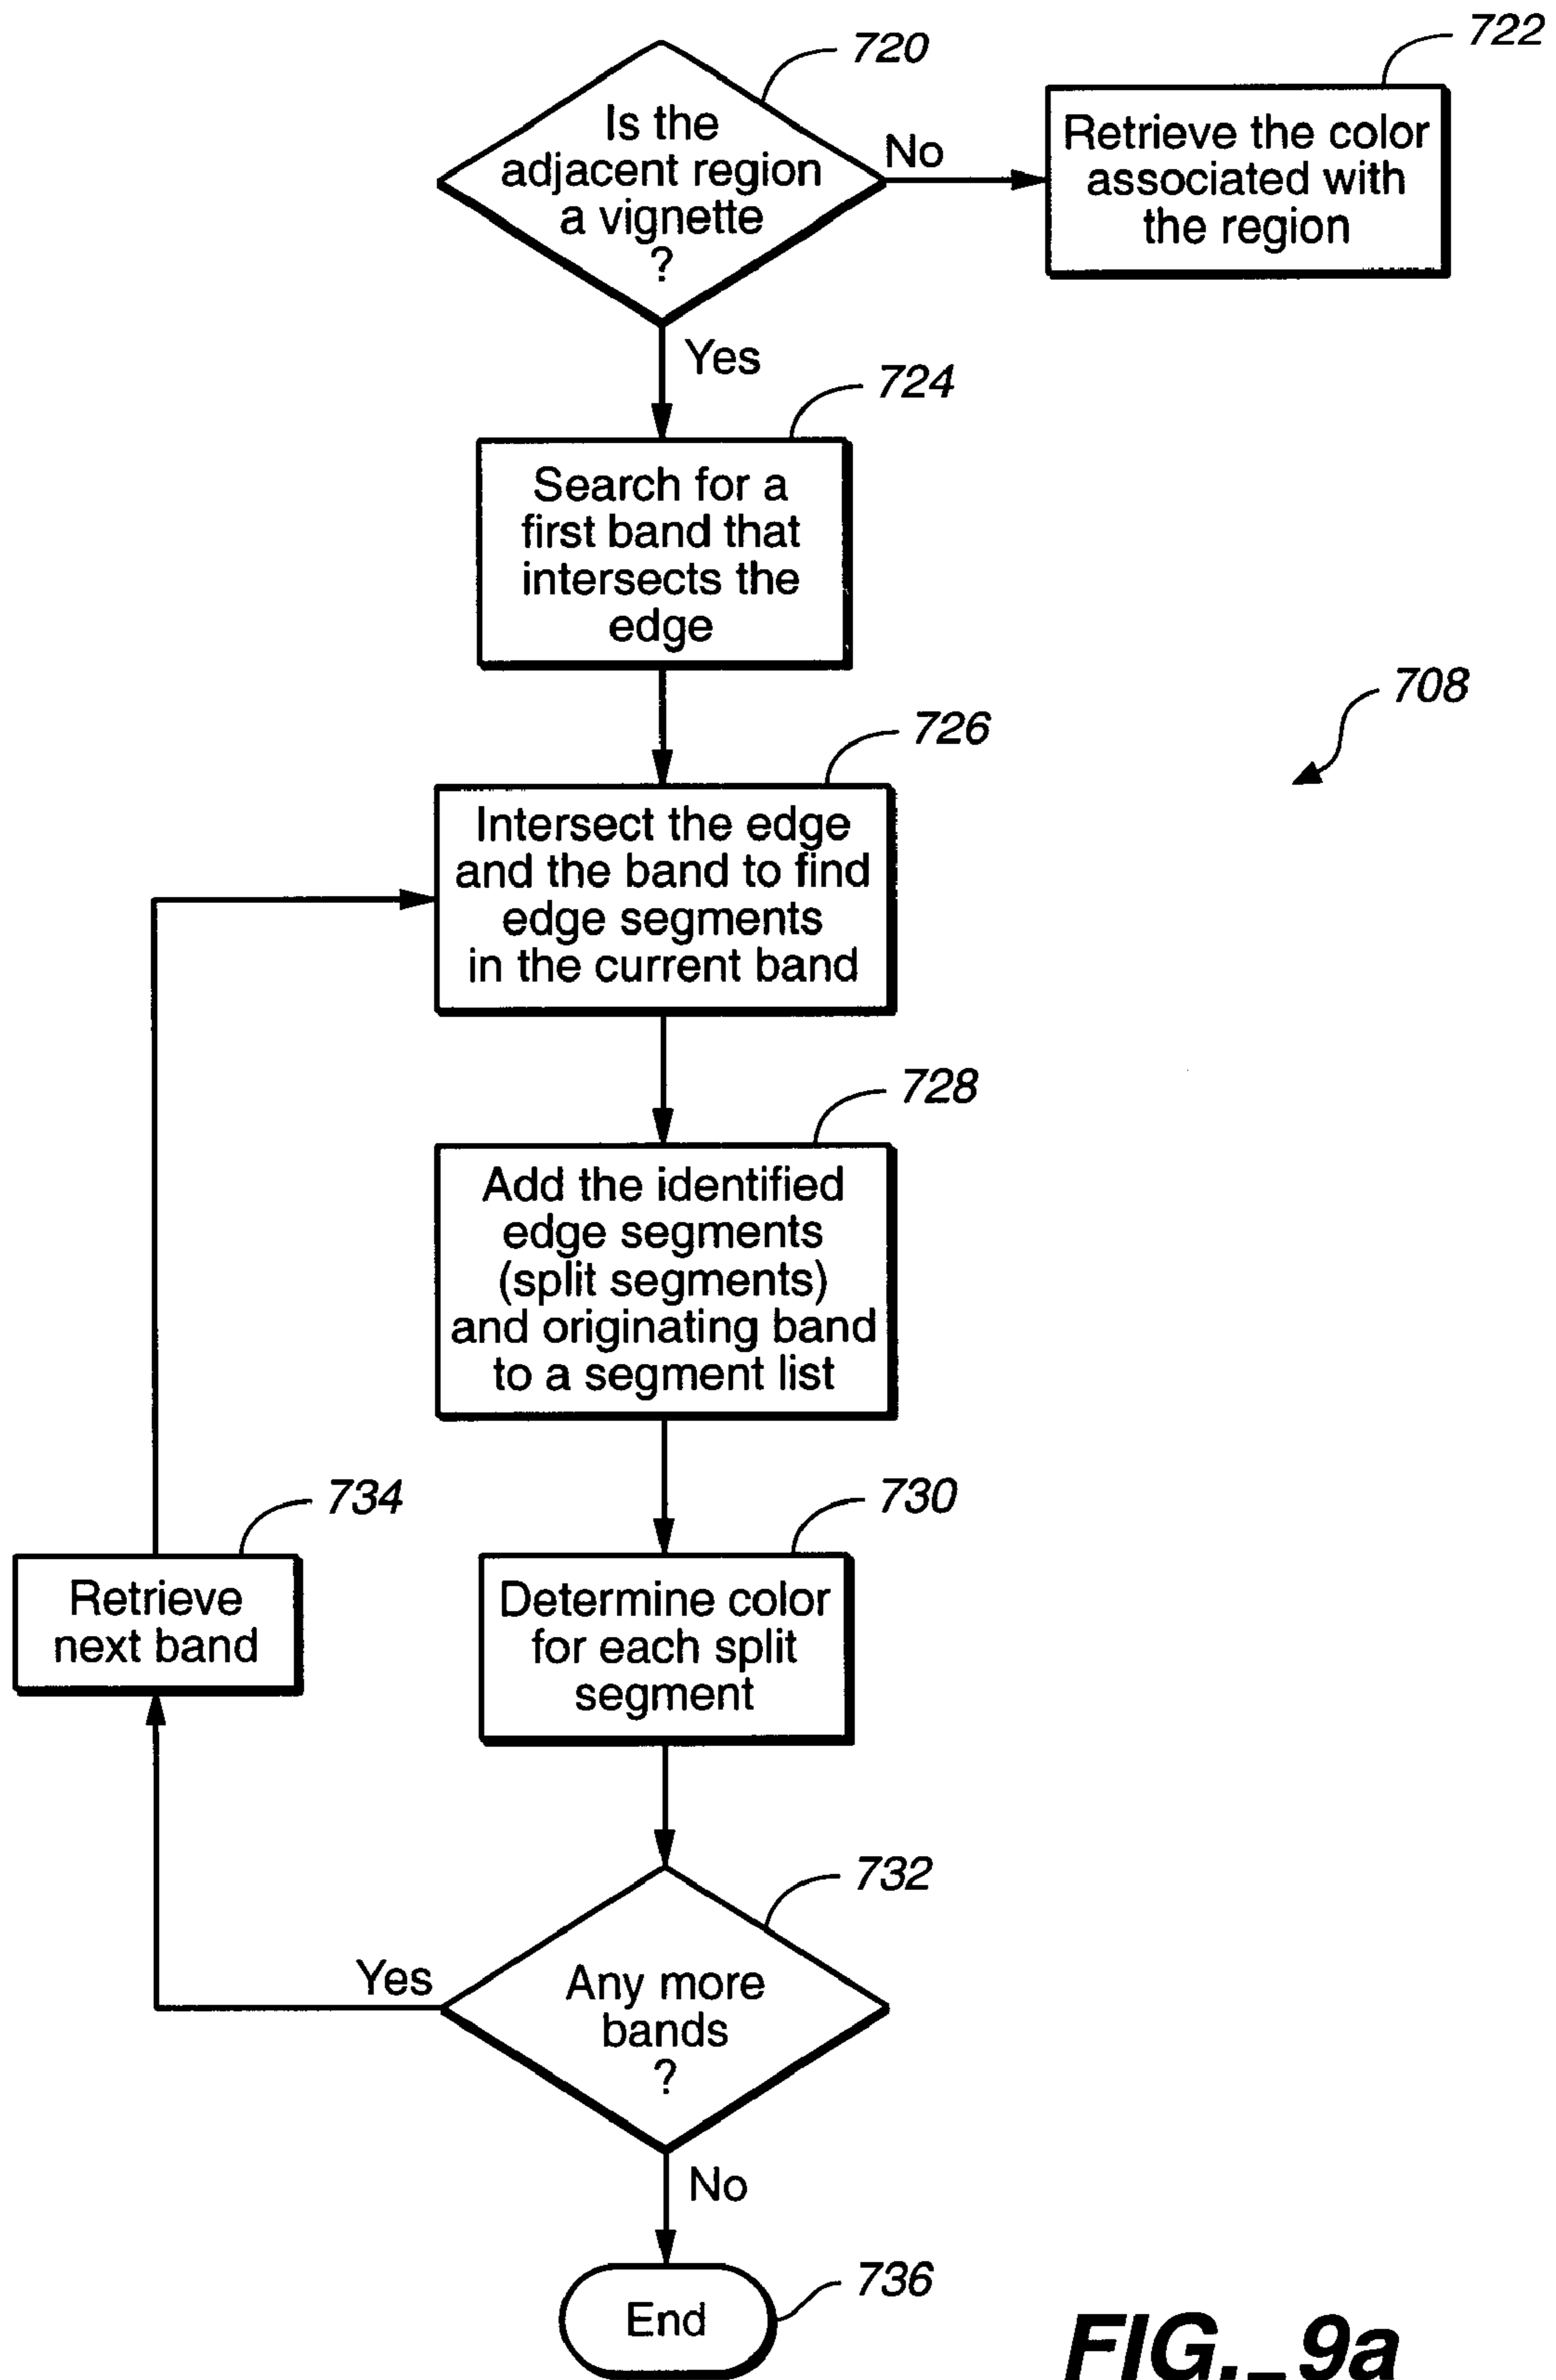 720
722
Is the
adjacent region
a vignette
?
No
Retrieve the color
associated with
the region
Yes
724
Search for a
first band that
intersects the
edge
708
726
Intersect the edge
and the band to find
edge segments
in the current band
728
Add the identified
edge segments
(split segments)
and originating band
to a segment list
734
730
Retrieve
next band
Determine color
for each split
segment
732
Yes
Any more
bands
?
No
736
End
FIG._9a